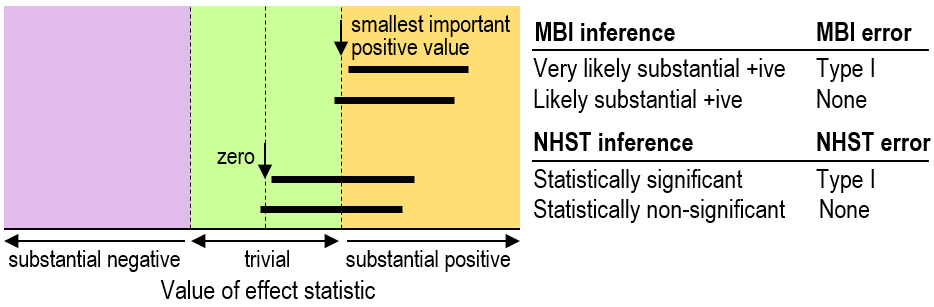 smallest important
positive value
zero
substantial negative
trivial
substantial positive
Value of effect statistic
MBI inference MBI error
Very likely substantial +ive Type I
Likely substantial +ive None
NHST inference NHST error
Statistically significant Type I
Statistically non-significant None